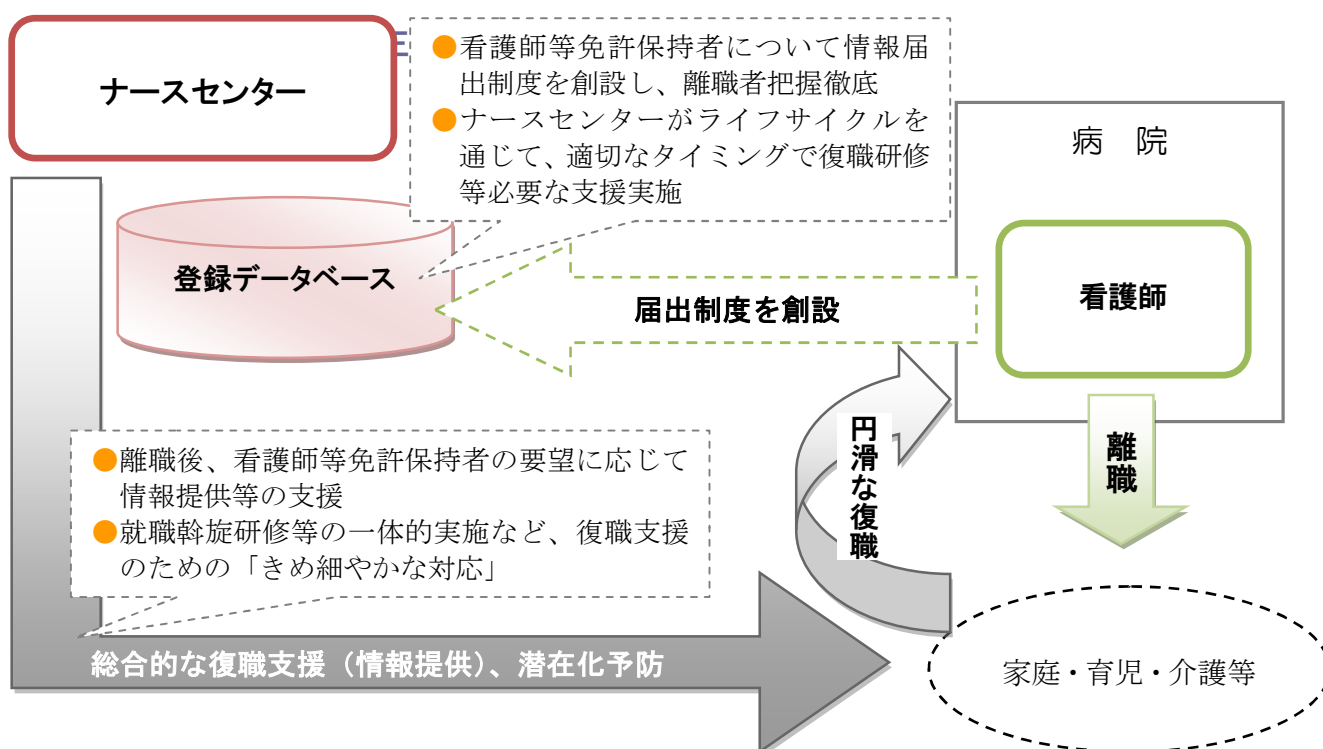 ナースセンター
●看護師等免許保持者について情報届
出制度を創設し、離職者把握徹底
●ナースセンターがライフサイクルを
通じて、適切なタイミングで復職研修
等必要な支援実施
病 院
登録データベース
届出制度を創設
看護師
円滑な復職
離職
●離職後、看護師等免許保持者の要望に応じて
情報提供等の支援
●就職斡旋研修等の一体的実施など、復職支援
のための「きめ細やかな対応」
総合的な復職支援（情報提供）、潜在化予防
家庭・育児・介護等